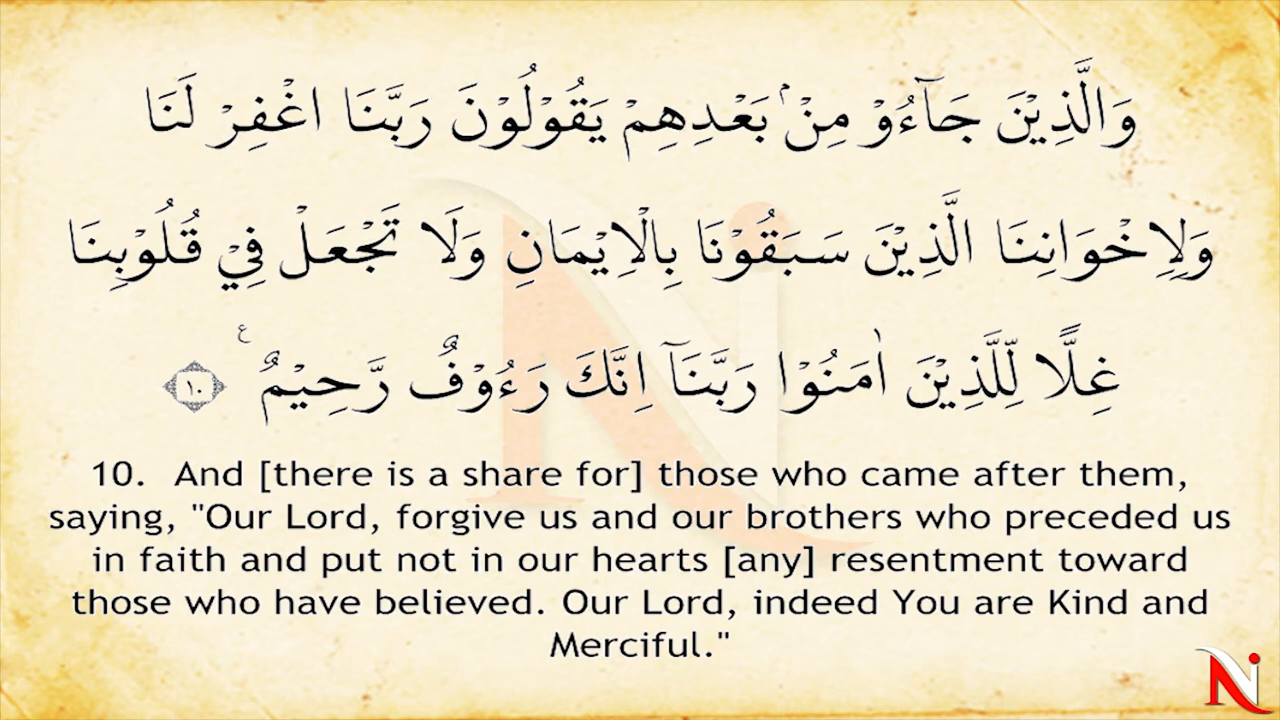 وَالَّذِيْنَ جَآءُوْ مِنْۢ بَعْدِهِمْ يَقُوْلُوْنَ رَبَّنَا اغْفِرْ لَنَا
وَلِاِخْوَانِنَا الَّذِيْنَ سَبَقُوْنَا بِالْاِيْمَانِ وَلَا تَجْعَلْ فِيْ قُلُوْبِنَا
غِلًّا لِّلَّذِيْنَ اٰمَنُوْا رَبَّنَآ اِنَّكَ رَءُوْفٌ رَّحِيْمٌ ۧ ۝۱۰
10. And [there is a share for] those who came after them,
saying, "Our Lord, forgive us and our brothers who preceded us
in faith and put not in our hearts [any] resentment toward
those who have believed. Our Lord, indeed You are Kind and
Merciful."
Ni